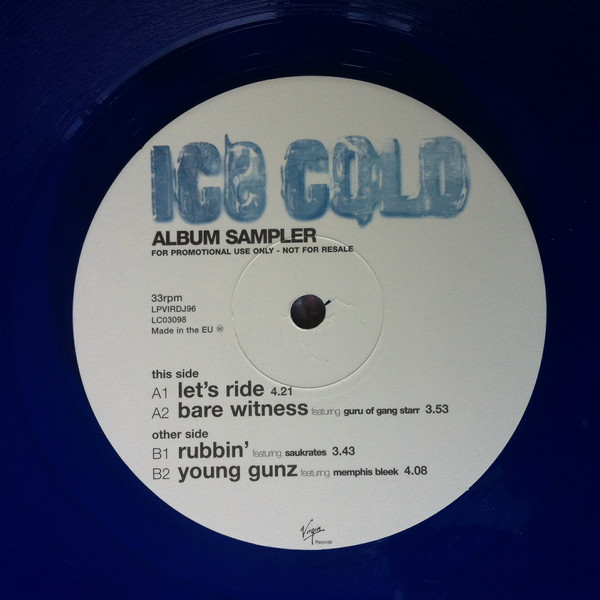 ICE COLD
ALBUM SAMPLER
FOR PROMOTIONAL USE ONLY - NOT FOR RESALE
33rpm
LPVIRDJ96
LC03098
Made in the EU
this side
A1 let's ride 4.21
A2 bare witness featuring guru of gang starr 3.53
other side
B1 rubbin' featuring saukrates 3.43
B2 young gunz featuring memphis bleek 4.08
Virgin
Records